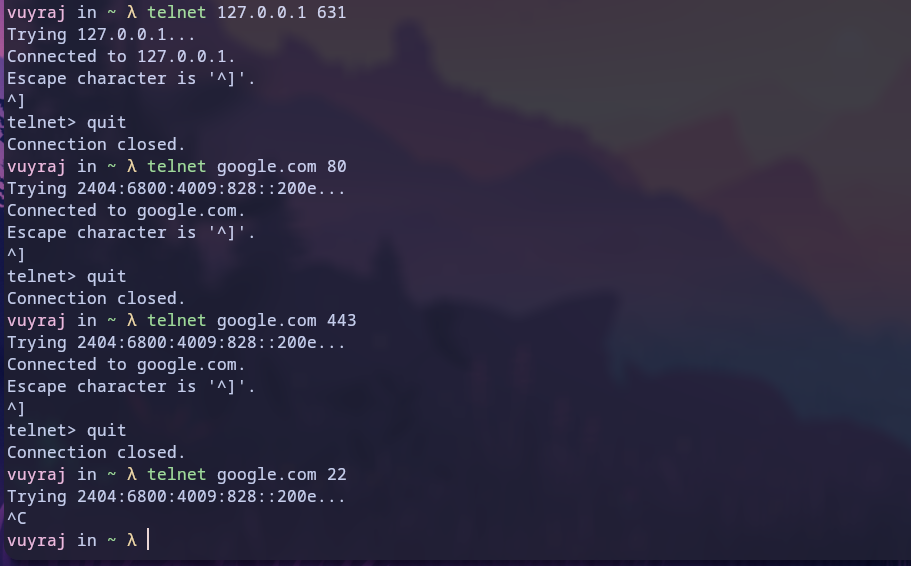 vuyraj in ~ λ telnet 127.0.0.1 631
Trying 127.0.0.1...
Connected to 127.0.0.1.
Escape character is '^]'.
^]
telnet> quit
Connection closed.
vuyraj in ~ λ telnet google.com 80
Trying 2404:6800:4009:828::200e...
Connected to google.com.
Escape character is '^]'.
^]
telnet> quit
Connection closed.
vuyraj in ~ λ telnet google.com 443
Trying 2404:6800:4009:828::200e...
Connected to google.com.
Escape character is '^]'.
^]
telnet> quit
Connection closed.
vuyraj in ~ λ telnet google.com 22
Trying 2404:6800:4009:828::200e...
^C
vuyraj in ~ λ